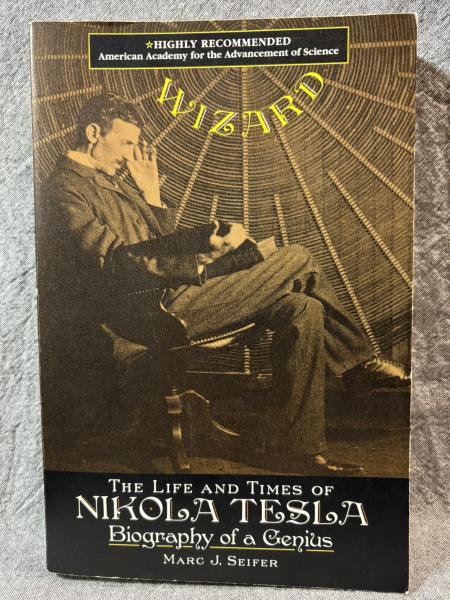 ☆HIGHLY RECOMMENDED
American Academy for the Advancement of Science
WIZARD
THE LIFE AND TIMES OF
NIKOLA TESLA
Biography of a Genius
MARC J. SEIFER